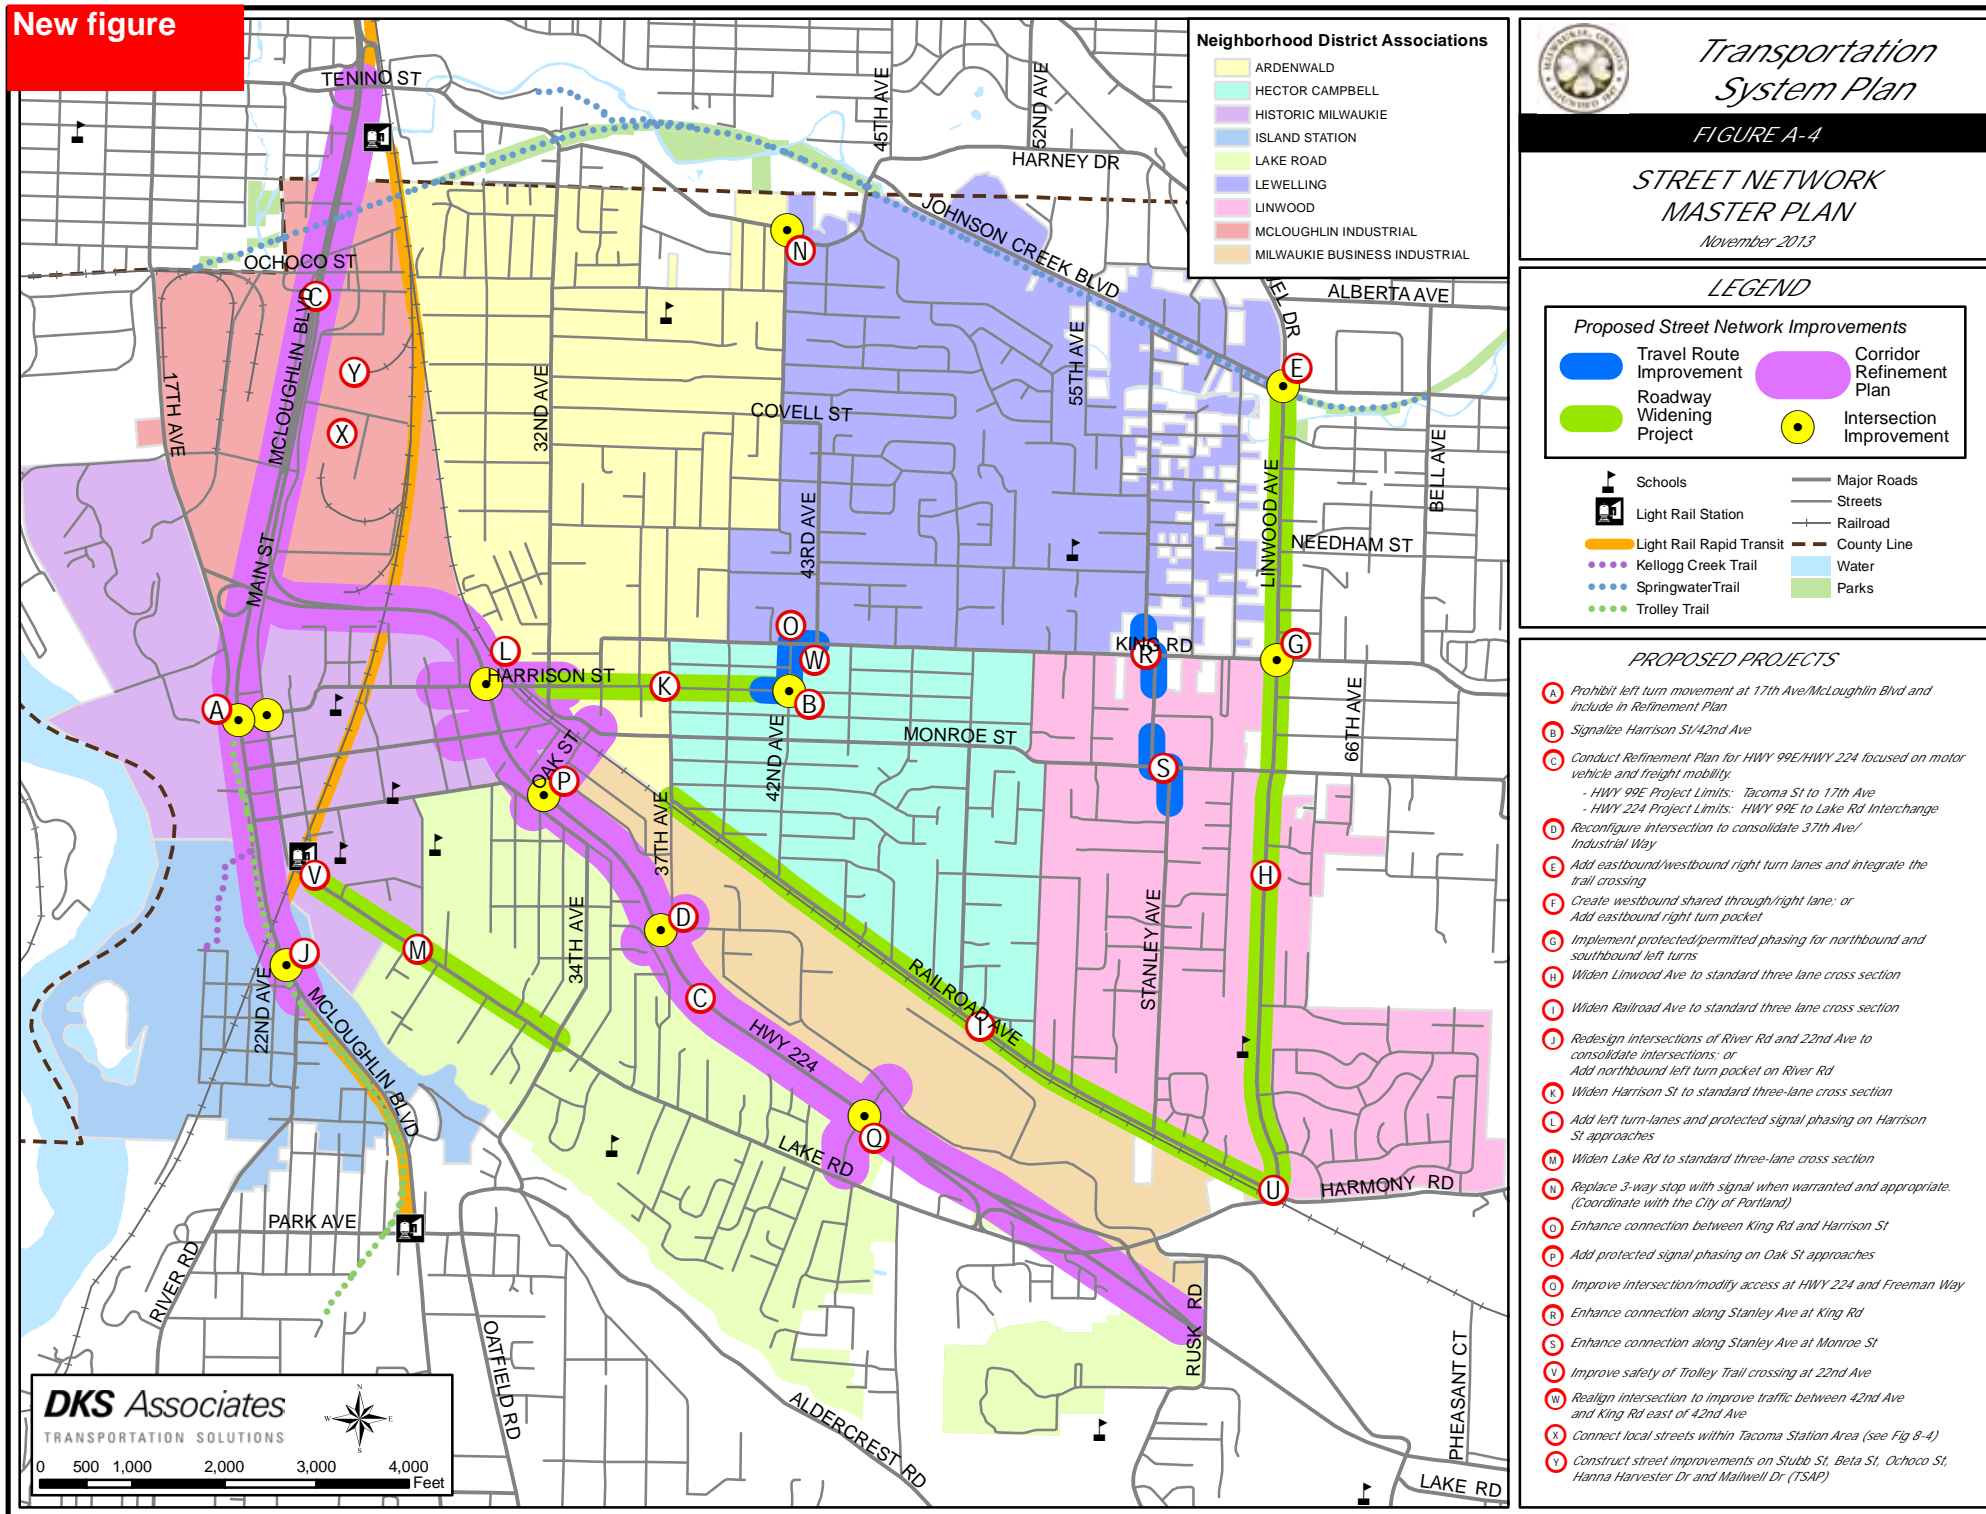 New figure
TENINO ST
45TH AVE
52ND AVE
HARNEY DR
JOHNSON CREEK BLVD
OCHOCO ST
ALBERTA AVE
MCLOUGHLIN BLVD
17TH AVE
32ND AVE
COVELL ST
55TH AVE
BELL AVE
LINWOOD AVE
43RD AVE
NEEDHAM ST
MAIN ST
KING RD
HARRISON ST
66TH AVE
MONROE ST
42ND AVE
OAK ST
37TH AVE
34TH AVE
STANLEY AVE
RAILROAD AVE
22ND AVE
MCLOUGHLIN BLVD
HWY 224
LAKE RD
HARMONY RD
PARK AVE
RIVER RD
OATFIELD RD
RUSK RD
ALDERCREST RD
PHEASANT CT
LAKE RD
N
C
Y
X
E
O
W
L
K
B
A
R
G
P
S
V
H
D
M
J
C
T
Q
U
Neighborhood District Associations
ARDENWALD
HECTOR CAMPBELL
HISTORIC MILWAUKIE
ISLAND STATION
LAKE ROAD
LEWELLING
LINWOOD
MCLOUGHLIN INDUSTRIAL
MILWAUKIE BUSINESS INDUSTRIAL
DKS Associates
TRANSPORTATION SOLUTIONS
N
W E
S
0 500 1,000 2,000 3,000 4,000
Feet
Transportation
System Plan
FIGURE A-4
STREET NETWORK
MASTER PLAN
November 2013
LEGEND
Proposed Street Network Improvements
Travel Route
Improvement
Corridor
Refinement
Plan
Roadway
Widening
Project
Intersection
Improvement
Schools
Light Rail Station
Light Rail Rapid Transit
Kellogg Creek Trail
SpringwaterTrail
Trolley Trail
Major Roads
Streets
Railroad
County Line
Water
Parks
PROPOSED PROJECTS
A Prohibit left turn movement at 17th Ave/McLoughlin Blvd and
include in Refinement Plan
B Signalize Harrison St/42nd Ave
C Conduct Refinement Plan for HWY 99E/HWY 224 focused on motor
vehicle and freight mobility.
- HWY 99E Project Limits: Tacoma St to 17th Ave
- HWY 224 Project Limits: HWY 99E to Lake Rd Interchange
D Reconfigure intersection to consolidate 37th Ave/
Industrial Way
E Add eastbound/westbound right turn lanes and integrate the
trail crossing
F Create westbound shared through/right lane; or
Add eastbound right turn pocket
G Implement protected/permitted phasing for northbound and
southbound left turns
H Widen Linwood Ave to standard three lane cross section
I Widen Railroad Ave to standard three lane cross section
J Redesign intersections of River Rd and 22nd Ave to
consolidate intersections; or
Add northbound left turn pocket on River Rd
K Widen Harrison St to standard three-lane cross section
L Add left turn-lanes and protected signal phasing on Harrison
St approaches
M Widen Lake Rd to standard three-lane cross section
N Replace 3-way stop with signal when warranted and appropriate.
(Coordinate with the City of Portland)
O Enhance connection between King Rd and Harrison St
P Add protected signal phasing on Oak St approaches
Q Improve intersection/modify access at HWY 224 and Freeman Way
R Enhance connection along Stanley Ave at King Rd
S Enhance connection along Stanley Ave at Monroe St
V Improve safety of Trolley Trail crossing at 22nd Ave
W Realign intersection to improve traffic between 42nd Ave
and King Rd east of 42nd Ave
X Connect local streets within Tacoma Station Area (see Fig 8-4)
Y Construct street improvements on Stubb St, Beta St, Ochoco St,
Hanna Harvester Dr and Mailwell Dr (TSAP)